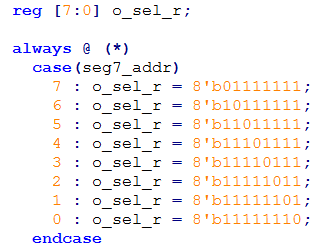 reg [7:0] o_sel_r;
always @ (*)
case(seg7_addr)
7 : o_sel_r = 8'b01111111;
6 : o_sel_r = 8'b10111111;
5 : o_sel_r = 8'b11011111;
4 : o_sel_r = 8'b11101111;
3 : o_sel_r = 8'b11110111;
2 : o_sel_r = 8'b11111011;
1 : o_sel_r = 8'b11111101;
0 : o_sel_r = 8'b11111110;
endcase